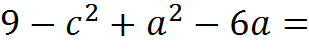 9 − c² + a² − 6a =